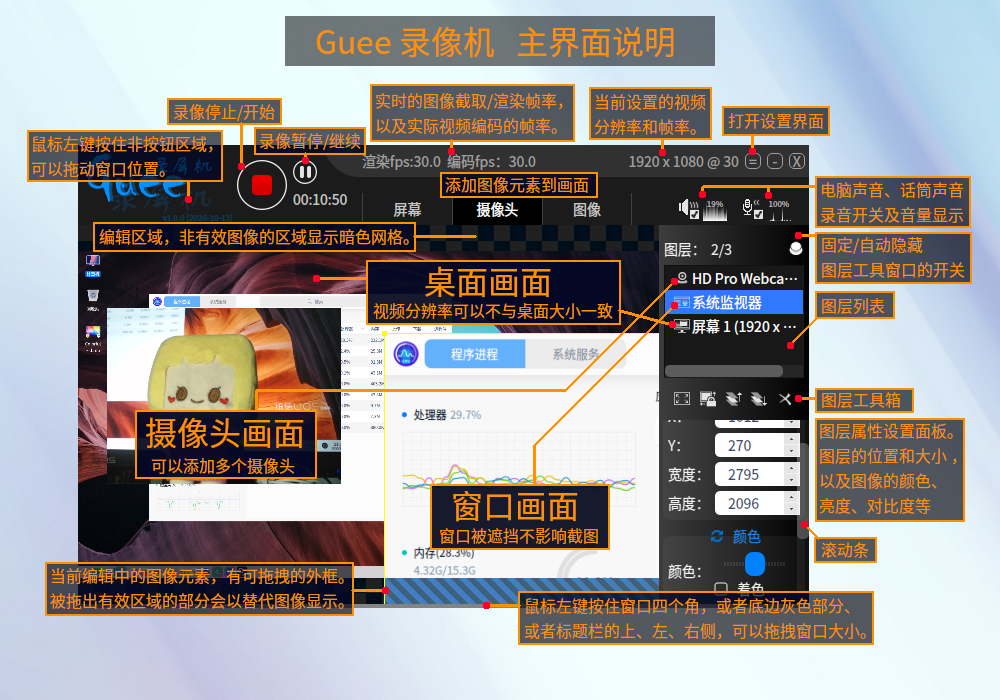 Guee 录像机 主界面说明
实时的图像截取/渲染帧率，
以及实际视频编码的帧率。
当前设置的视频
分辨率和帧率。
打开设置界面
录像停止/开始
录像暂停/继续
鼠标左键按住非按钮区域，
可以拖动窗口位置。
渲染fps:30.0 编码fps：30.0
1920 x 1080 @ 30
添加图像元素到画面
电脑声音、话筒声音
录音开关及音量显示
Guee
录屏机
v1.0.0 [2020-10-13]
00:10:50
屏幕
摄像头
图像
19%
100%
编辑区域，非有效图像的区域显示暗色网格。
图层： 2/3
固定/自动隐藏
图层工具窗口的开关
桌面画面
视频分辨率可以不与桌面大小一致
HD Pro Webca···
系统监视器
屏幕 1 (1920 x ···
图层列表
程序进程
系统服务
图层工具箱
处理器 29.7%
摄像头画面
可以添加多个摄像头
Y：
270
宽度：
2795
高度：
2096
图层属性设置面板。
图层的位置和大小，
以及图像的颜色、
亮度、对比度等
窗口画面
窗口被遮挡不影响截图
颜色
颜色：
着色
滚动条
内存(28.3%)
4.32G/15.3G
当前编辑中的图像元素，有可拖拽的外框。
被拖出有效区域的部分会以替代图像显示。
鼠标左键按住窗口四个角，或者底边灰色部分、
或者标题栏的上、左、右侧，可以拖拽窗口大小。